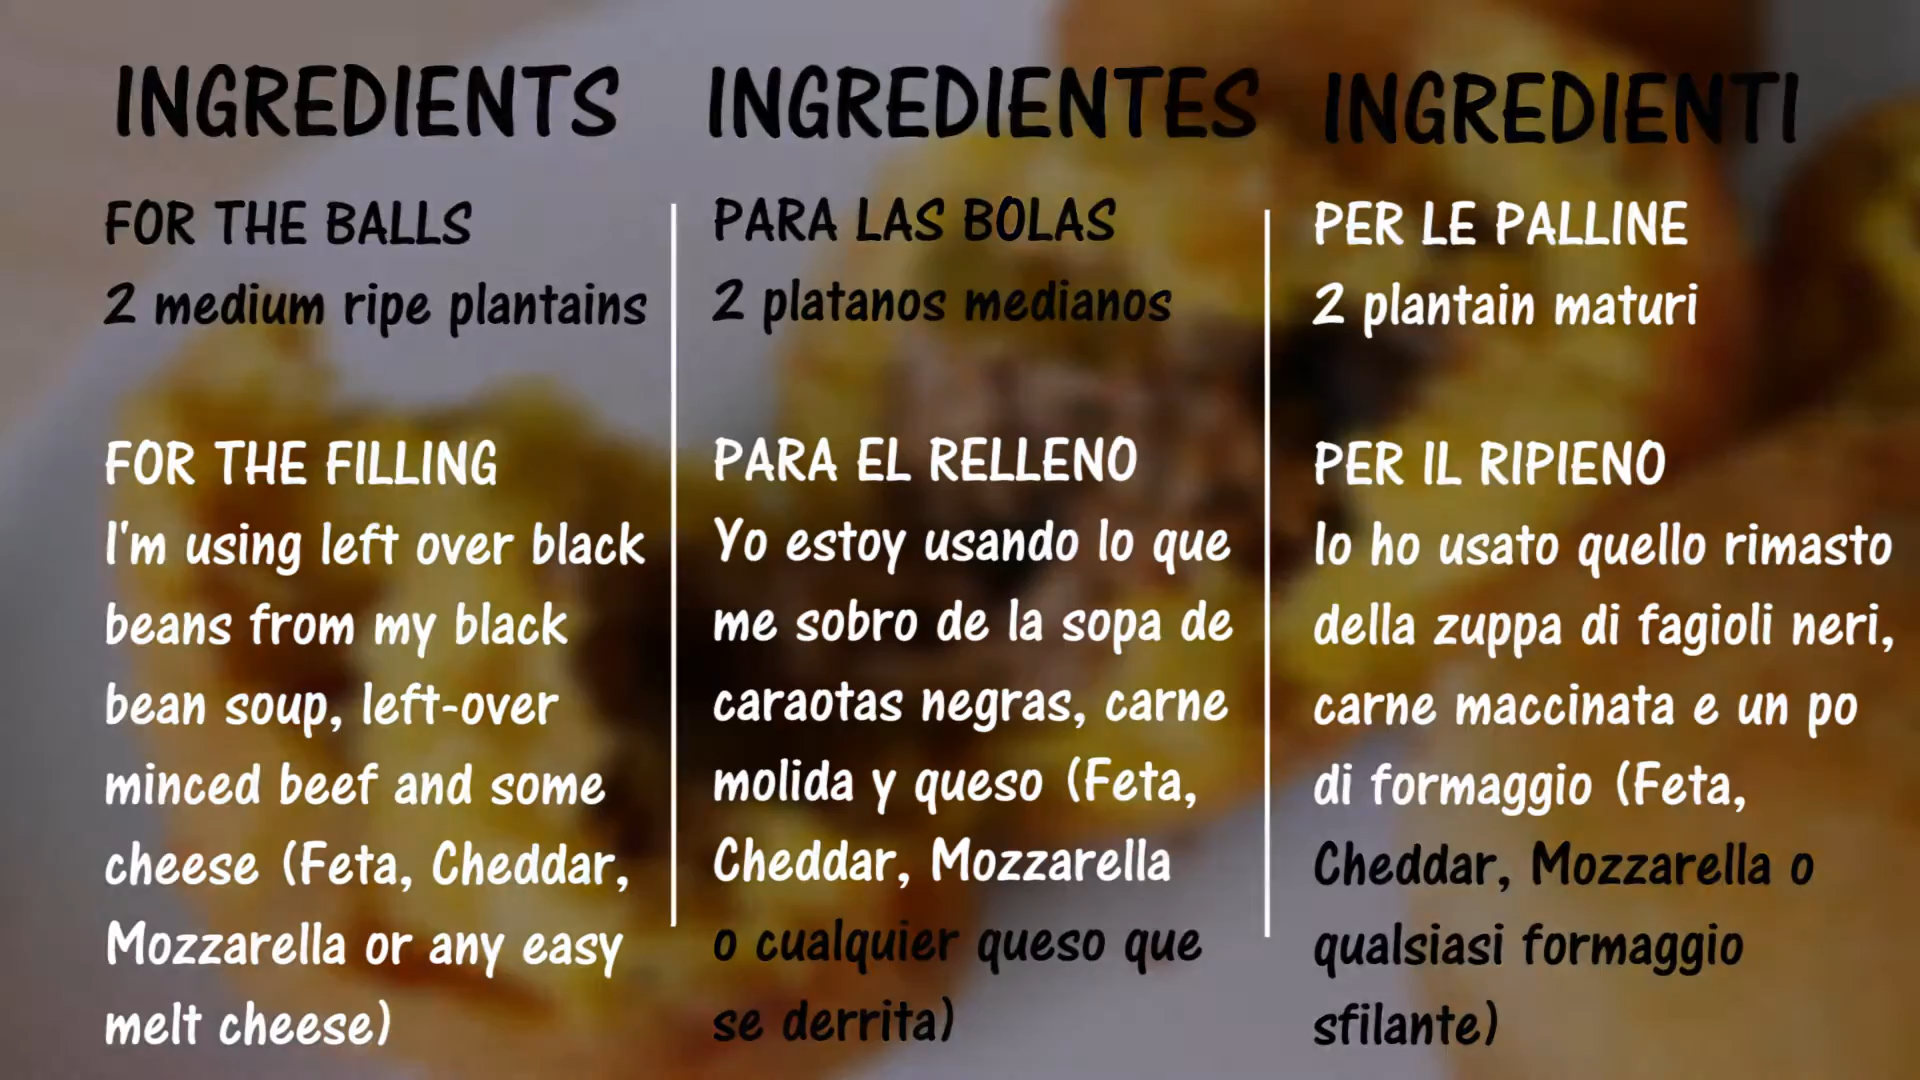 INGREDIENTS
FOR THE BALLS
2 medium ripe plantains
FOR THE FILLING
I'm using left over black
beans from my black
bean soup, left-over
minced beef and some
cheese (Feta, Cheddar,
Mozzarella or any easy
melt cheese)
INGREDIENTES
PARA LAS BOLAS
2 platanos medianos
PARA EL RELLENO
Yo estoy usando lo que
me sobro de la sopa de
caraotas negras, carne
molida y queso (Feta,
Cheddar, Mozzarella
o cualquier queso que
se derrita)
INGREDIENTI
PER LE PALLINE
2 plantain maturi
PER IL RIPIENO
Io ho usato quello rimasto
della zuppa di fagioli neri,
carne maccinata e un po
di formaggio (Feta,
Cheddar, Mozzarella o
qualsiasi formaggio
sfilante)